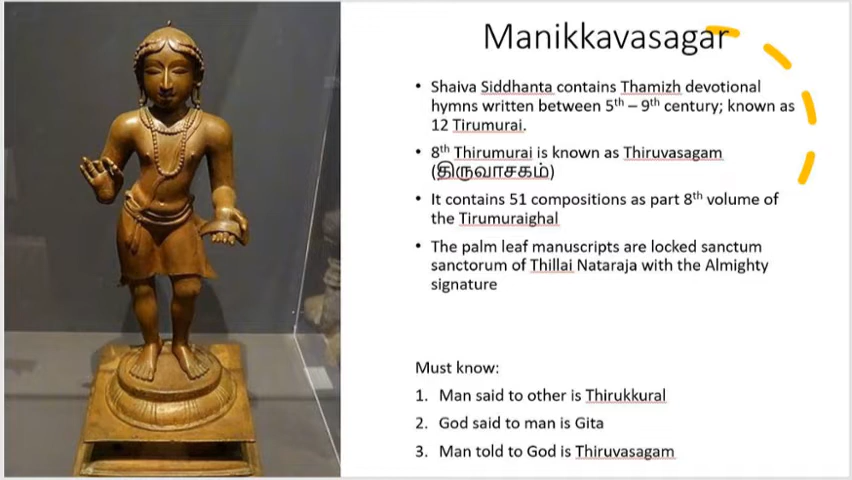 Manikkavasagar
• Shaiva Siddhanta contains Thamizh devotional
hymns written between 5th – 9th century; known as
12 Tirumurai.
• 8th Thirumurai is known as Thiruvasagam
(திருவாசகம்)
• It contains 51 compositions as part 8th volume of
the Tirumuraighal
• The palm leaf manuscripts are locked sanctum
sanctorum of Thillai Nataraja with the Almighty
signature
Must know:
1. Man said to other is Thirukkural
2. God said to man is Gita
3. Man told to God is Thiruvasagam